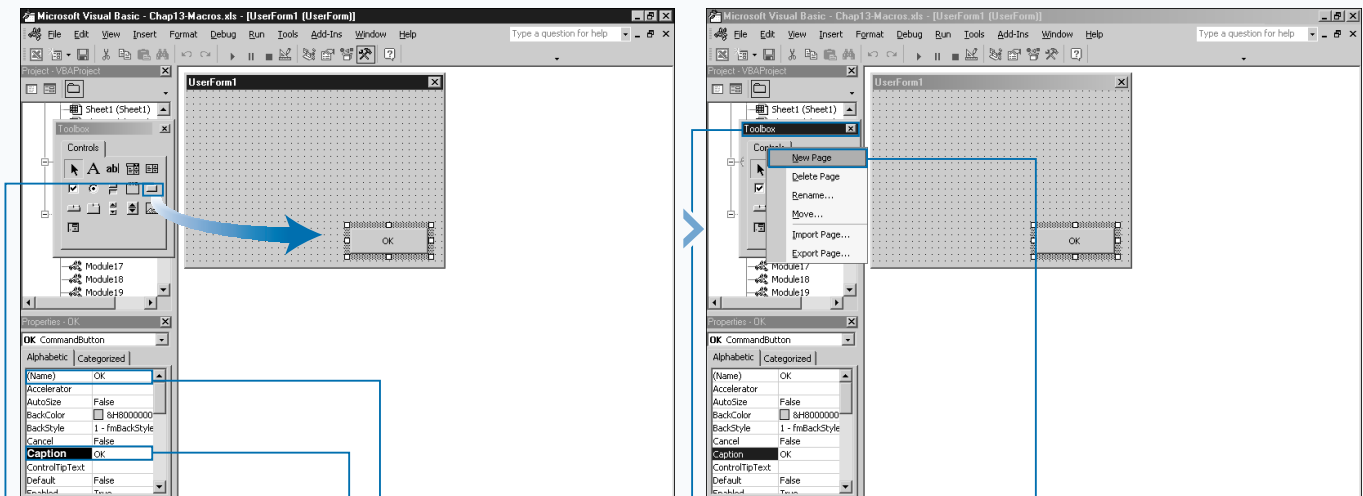 Microsoft Visual Basic - Chap13-Macros.xls - [UserForm1 (UserForm)]
File Edit View Insert Format Debug Run Tools Add-Ins Window Help
Type a question for help
Project - VBAProject
UserForm1
Sheet1 (Sheet1)
Toolbox
Controls
A abl
OK
Module17
Module18
Module19
Properties - OK
OK CommandButton
Alphabetic Categorized
(Name) OK
Accelerator
AutoSize False
BackColor &H8000000
BackStyle 1 - fmBackStyle
Cancel False
Caption OK
ControlTipText
Default False
Enabled True
Microsoft Visual Basic - Chap13-Macros.xls - [UserForm1 (UserForm)]
File Edit View Insert Format Debug Run Tools Add-Ins Window Help
Type a question for help
Project - VBAProject
UserForm1
Sheet1 (Sheet1)
Toolbox
New Page
Delete Page
Rename...
Move...
Import Page...
Export Page...
OK
Module17
Module18
Module19
Properties - OK
OK CommandButton
Alphabetic Categorized
(Name) OK
Accelerator
AutoSize False
BackColor &H8000000
BackStyle 1 - fmBackStyle
Cancel False
Caption OK
ControlTipText
Default False
Enabled True